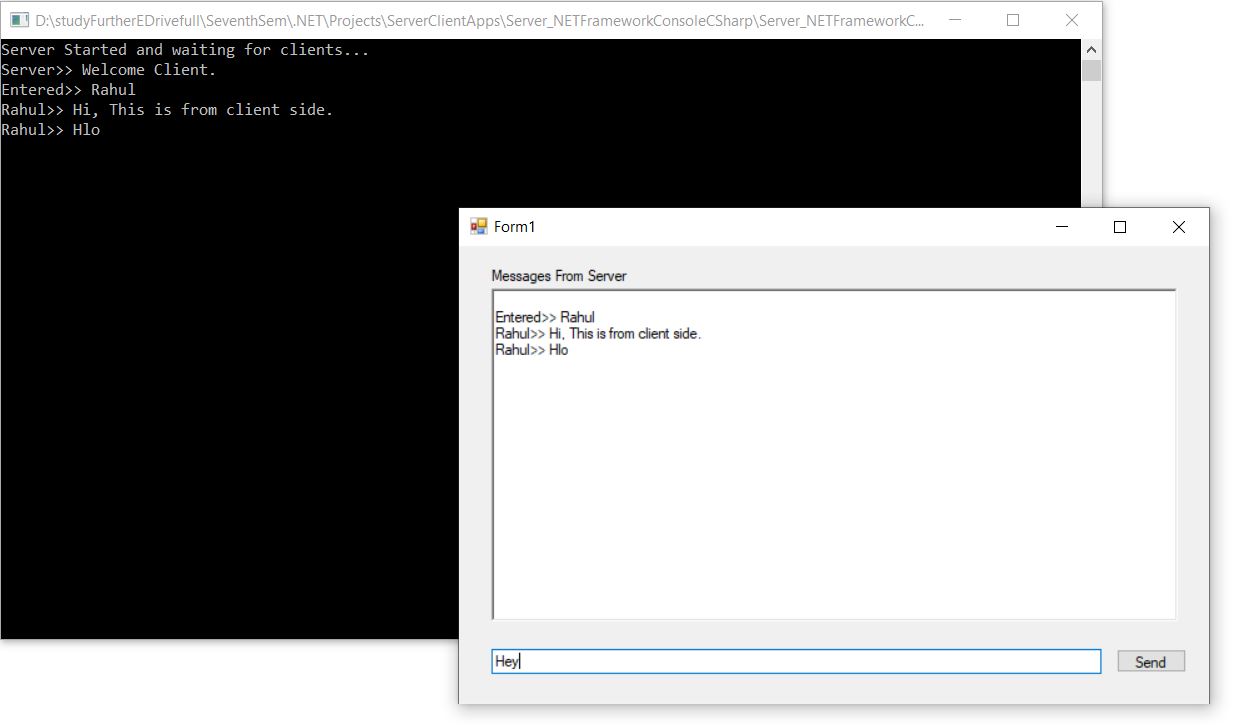 D:\studyFurtherEDrivefull\SeventhSem\.NET\Projects\ServerClientApps\Server_NETFrameworkConsoleCSharp\Server_NETFrameworkC...
Server Started and waiting for clients...
Server>> Welcome Client.
Entered>> Rahul
Rahul>> Hi, This is from client side.
Rahul>> Hlo
Form1
Messages From Server
Entered>> Rahul
Rahul>> Hi, This is from client side.
Rahul>> Hlo
Hey
Send